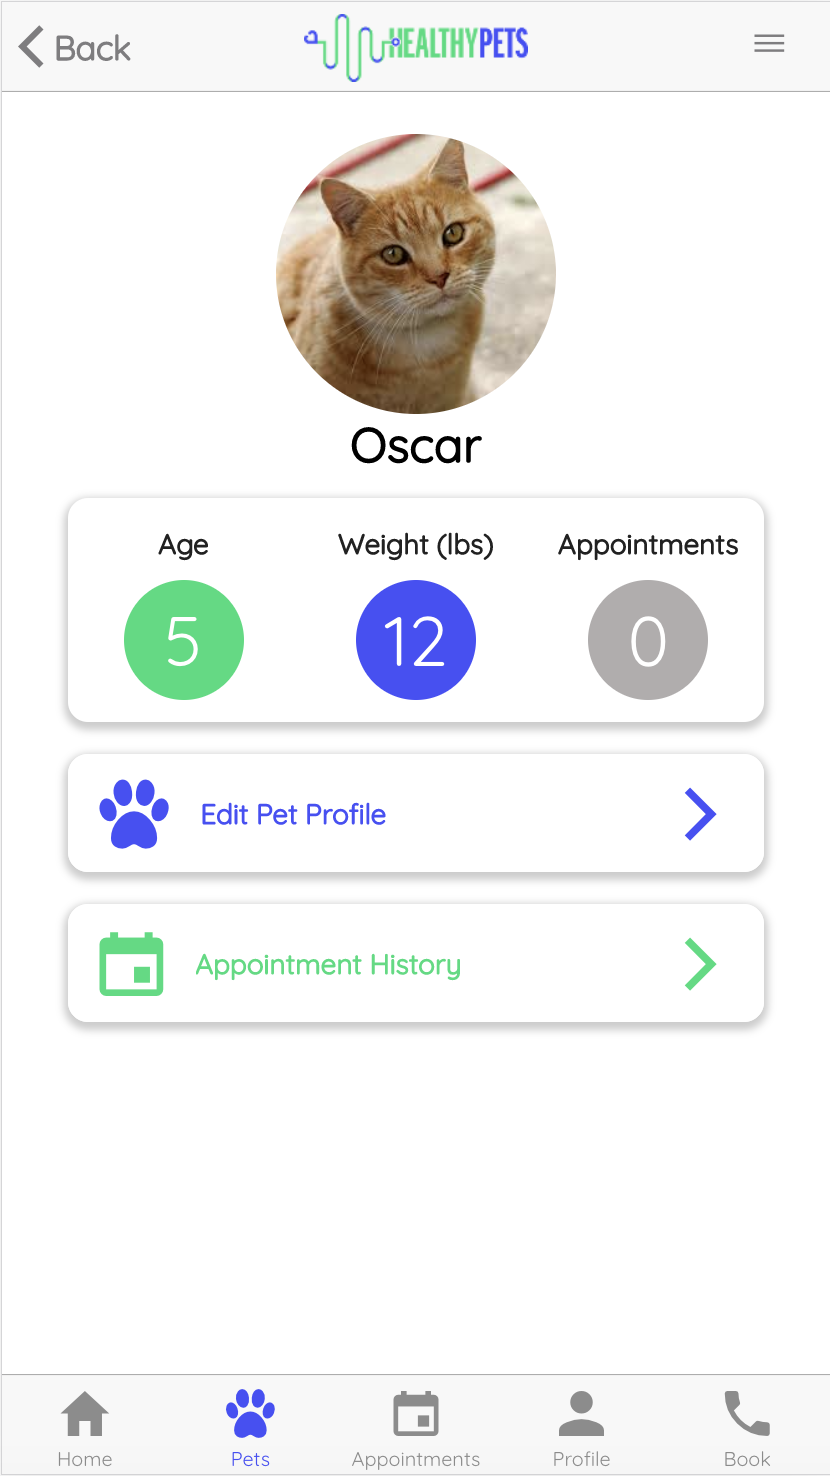 Back
HEALTHYPETS
Oscar
Age Weight (lbs) Appointments
5 12 0
Edit Pet Profile
Appointment History
Home Pets Appointments Profile Book